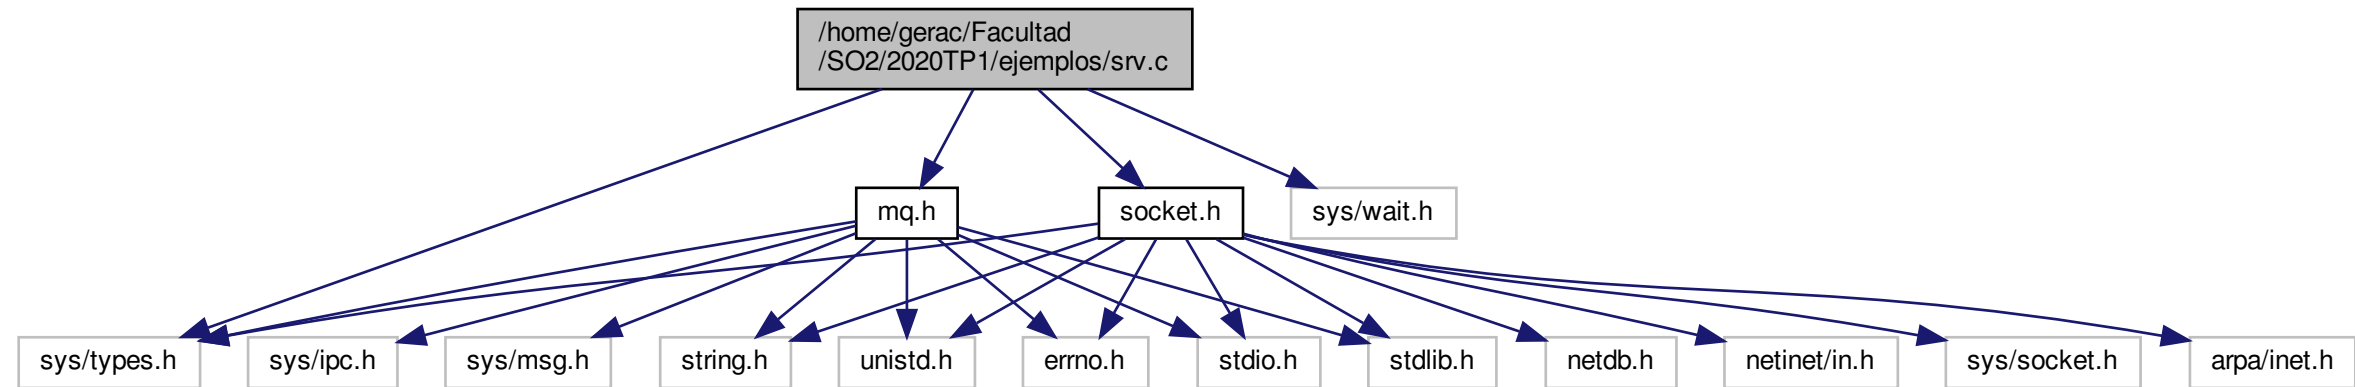 /home/gerac/Facultad
/SO2/2020TP1/ejemplos/srv.c
mq.h
socket.h
sys/wait.h
sys/types.h
sys/ipc.h
sys/msg.h
string.h
unistd.h
errno.h
stdio.h
stdlib.h
netdb.h
netinet/in.h
sys/socket.h
arpa/inet.h